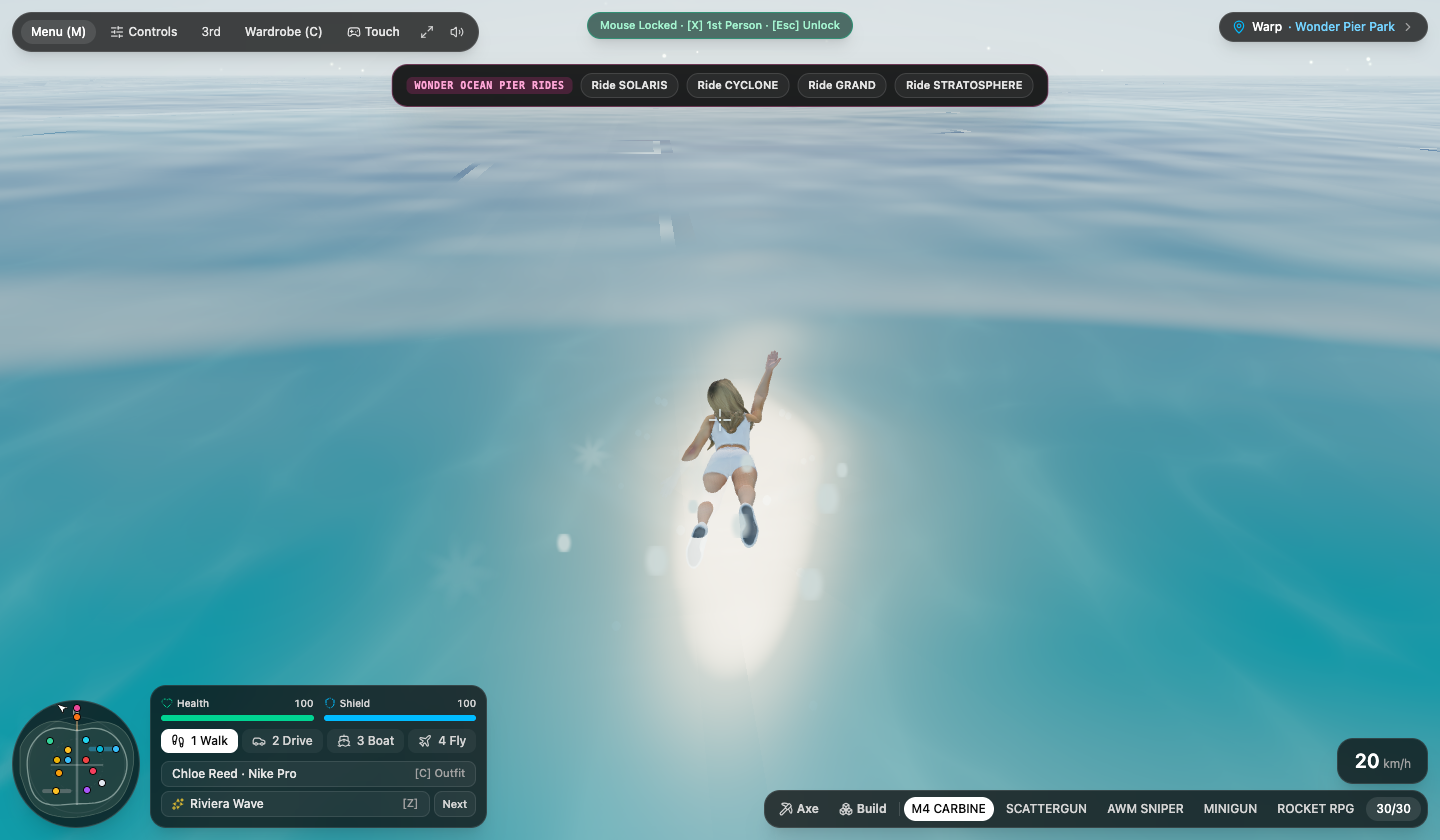 Menu (M) Controls 3rd Wardrobe (C) Touch
Mouse Locked · [X] 1st Person · [Esc] Unlock
Warp · Wonder Pier Park
WONDER OCEAN PIER RIDES Ride SOLARIS Ride CYCLONE Ride GRAND Ride STRATOSPHERE
Health 100 Shield 100
1 Walk 2 Drive 3 Boat 4 Fly
Chloe Reed · Nike Pro [C] Outfit
Riviera Wave [Z] Next
20 km/h
Axe Build M4 CARBINE SCATTERGUN AWM SNIPER MINIGUN ROCKET RPG 30/30